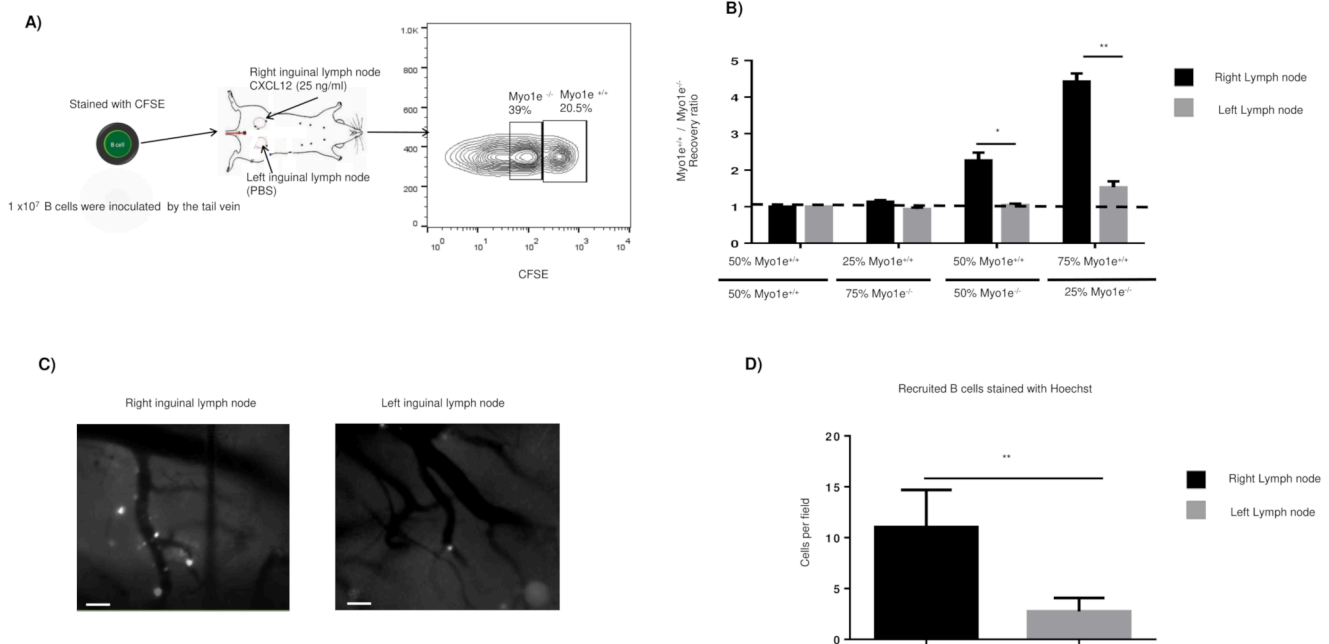 A)
Stained with CFSE
B cell
1 x10⁷ B cells were inoculated by the tail vein
Right inguinal lymph node
CXCL12 (25 ng/ml)
Left inguinal lymph node
(PBS)
1.0K
800
600
400
200
0
Myo1e -/-
39%
Myo1e +/+
20.5%
10⁰
10¹
10²
10³
10⁴
CFSE
B)
Myo1e+/+ / Myo1e-/-
Recovery ratio
5
4
3
2
1
0
*
**
50% Myo1e+/+
50% Myo1e+/+
25% Myo1e+/+
75% Myo1e-/-
50% Myo1e+/+
50% Myo1e-/-
75% Myo1e+/+
25% Myo1e-/-
Right Lymph node
Left Lymph node
C)
Right inguinal lymph node
Left inguinal lymph node
D)
Recruited B cells stained with Hoechst
Cells per field
20
15
10
5
0
**
Right Lymph node
Left Lymph node